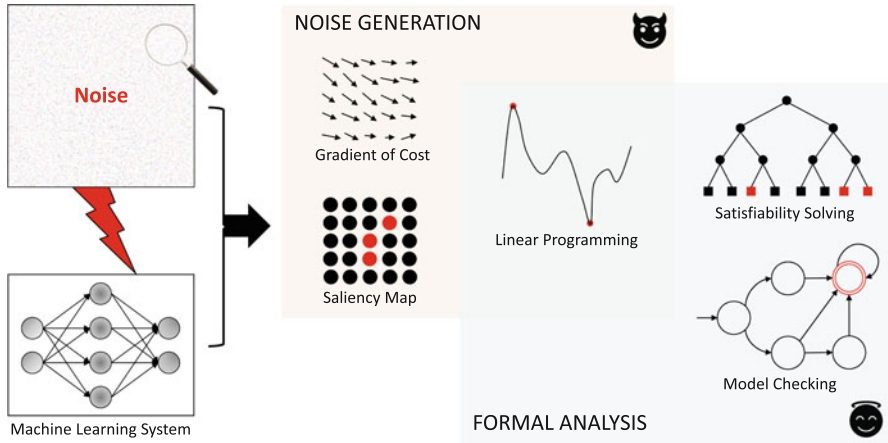 Noise
Machine Learning System
NOISE GENERATION
Gradient of Cost
Saliency Map
Linear Programming
Satisfiability Solving
Model Checking
FORMAL ANALYSIS